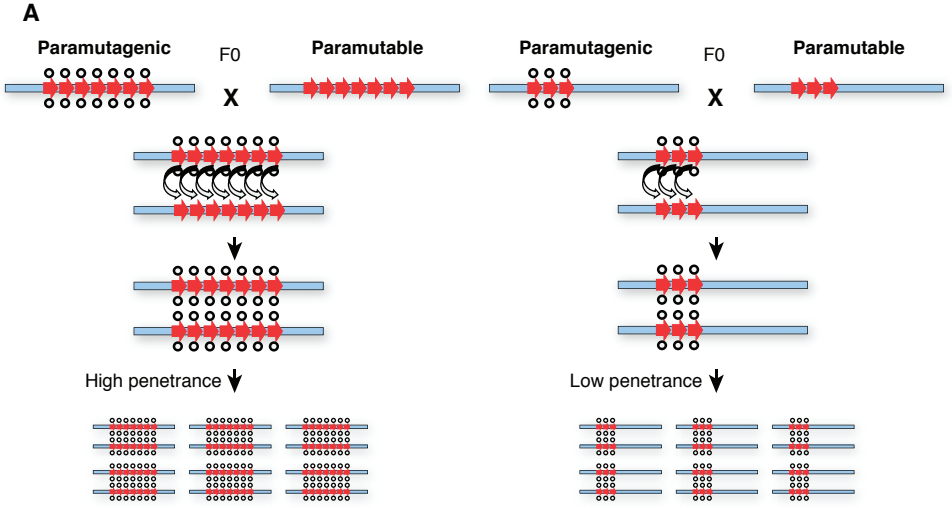 A
Paramutagenic F0 Paramutable
X
Paramutagenic F0 Paramutable
X
High penetrance
Low penetrance